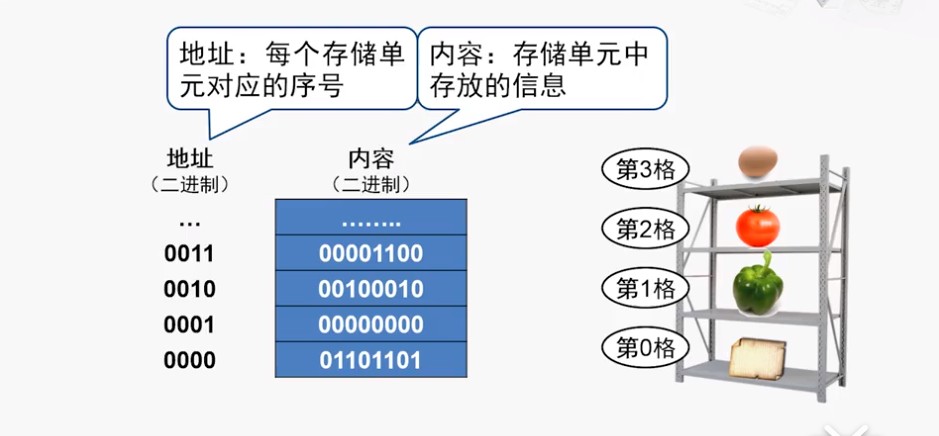 地址：每个存储单
元对应的序号
内容：存储单元中
存放的信息
地址
（二进制）
内容
（二进制）
... ........
0011 00001100
0010 00100010
0001 00000000
0000 01101101
第3格
第2格
第1格
第0格